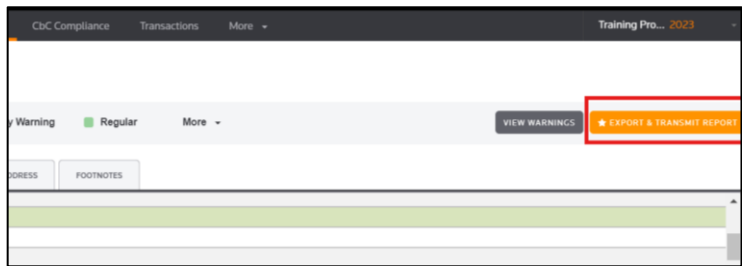 CbC Compliance Transactions More Training Pro... 2023
y Warning Regular More VIEW WARNINGS EXPORT & TRANSMIT REPORT
DDRESS FOOTNOTES